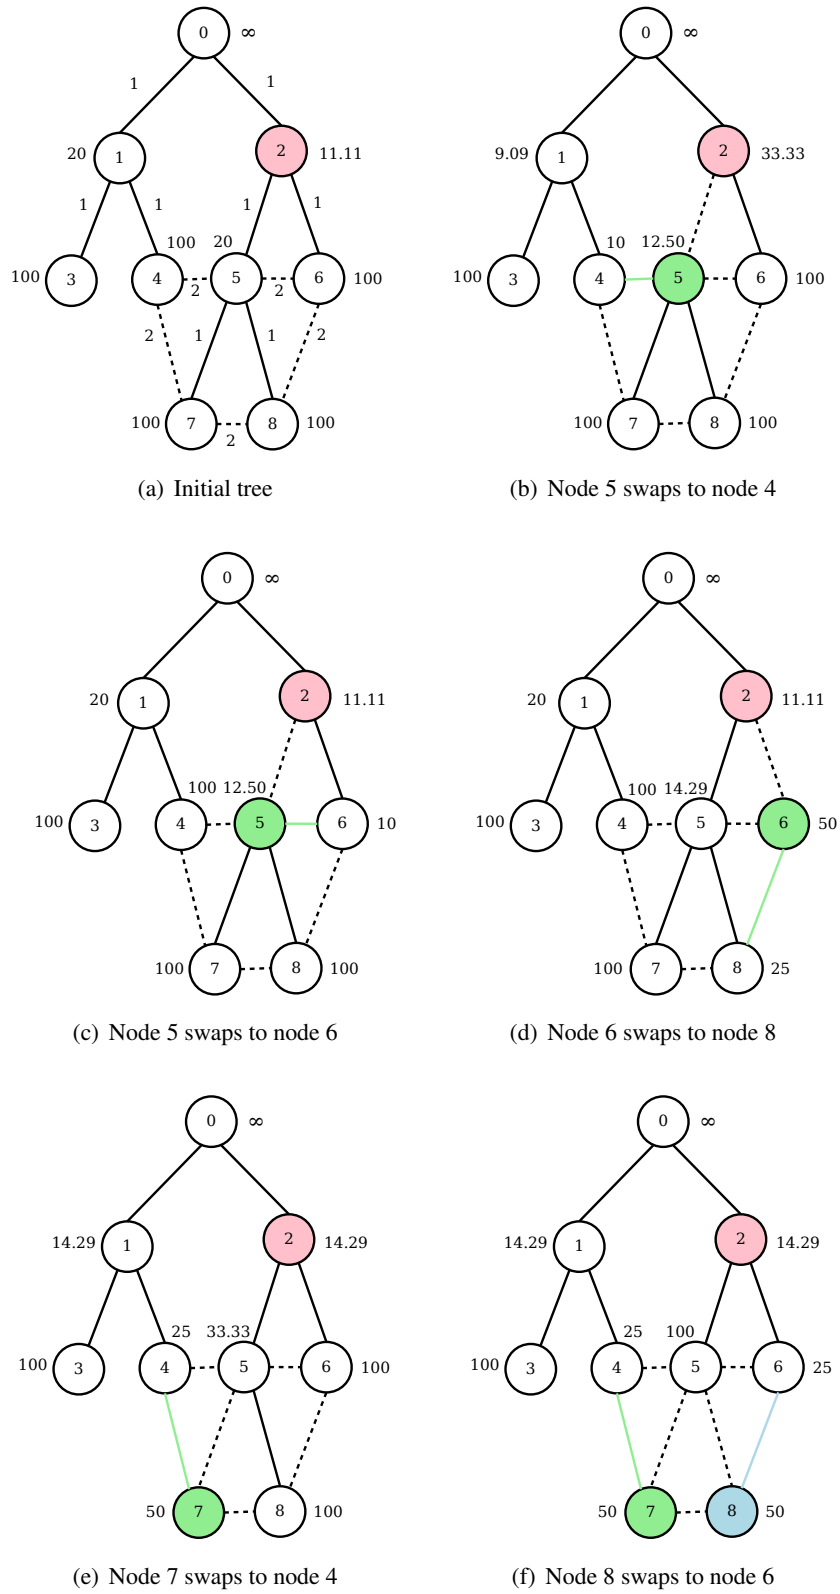 0 ∞ 0 ∞
1 1
20 1 2 11.11 9.09 1 2 33.33
1 1 1 1
100 20 10 12.50
100 3 4 5 6 100 100 3 4 5 6 100
2 2
2 1 1 2
100 7 8 100 100 7 8 100
2
(a) Initial tree (b) Node 5 swaps to node 4
0 ∞ 0 ∞
20 1 2 11.11 20 1 2 11.11
100 12.50 100 14.29
100 3 4 5 6 10 100 3 4 5 6 50
100 7 8 100 100 7 8 25
(c) Node 5 swaps to node 6 (d) Node 6 swaps to node 8
0 ∞ 0 ∞
14.29 1 2 14.29 14.29 1 2 14.29
25 33.33 25 100
100 3 4 5 6 100 100 3 4 5 6 25
50 7 8 100 50 7 8 50
(e) Node 7 swaps to node 4 (f) Node 8 swaps to node 6